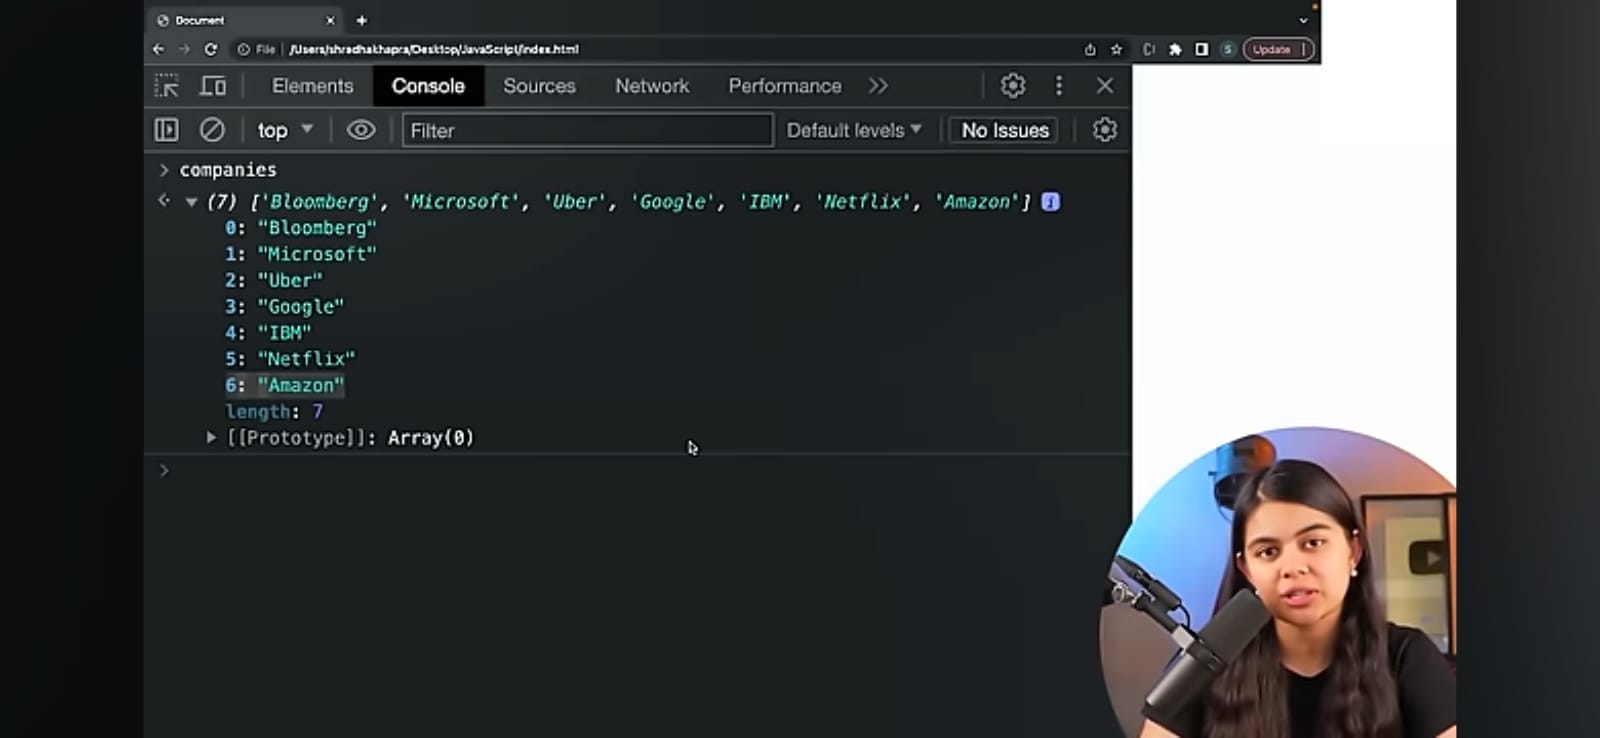 Document
File /Users/shradhakhapra/Desktop/JavaScript/index.html S Update
Elements Console Sources Network Performance
top Filter Default levels No Issues
companies
(7) ['Bloomberg', 'Microsoft', 'Uber', 'Google', 'IBM', 'Netflix', 'Amazon'] i
0: "Bloomberg"
1: "Microsoft"
2: "Uber"
3: "Google"
4: "IBM"
5: "Netflix"
6: "Amazon"
length: 7
[[Prototype]]: Array(0)